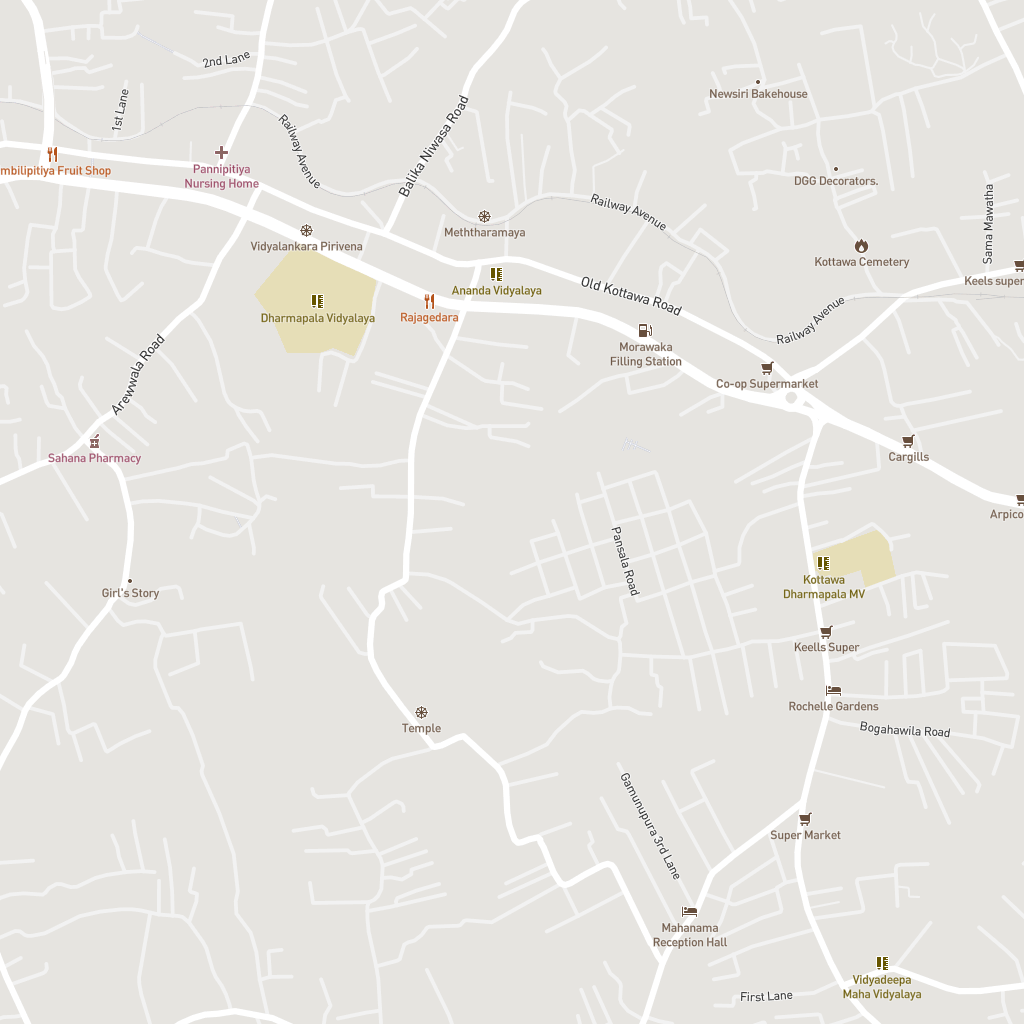 2nd Lane
1st Lane
Newsiri Bakehouse
Railway Avenue
Balika Niwasa Road
mbilipitiya Fruit Shop
Pannipitiya
Nursing Home
DGG Decorators.
Railway Avenue
Sama Mawatha
Meththaramaya
Vidyalankara Pirivena
Kottawa Cemetery
Keels super
Ananda Vidyalaya
Old Kottawa Road
Dharmapala Vidyalaya
Rajagedara
Railway Avenue
Morawaka
Filling Station
Arewwala Road
Co-op Supermarket
Sahana Pharmacy
Cargills
Arpico
Pansala Road
Kottawa
Dharmapala MV
Girl's Story
Keells Super
Rochelle Gardens
Temple
Bogahawila Road
Gamunupura 3rd Lane
Super Market
Mahanama
Reception Hall
Vidyadeepa
Maha Vidyalaya
First Lane